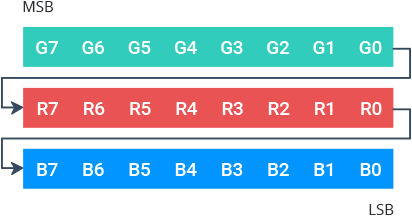 MSB
G7 G6 G5 G4 G3 G2 G1 G0
R7 R6 R5 R4 R3 R2 R1 R0
B7 B6 B5 B4 B3 B2 B1 B0
LSB